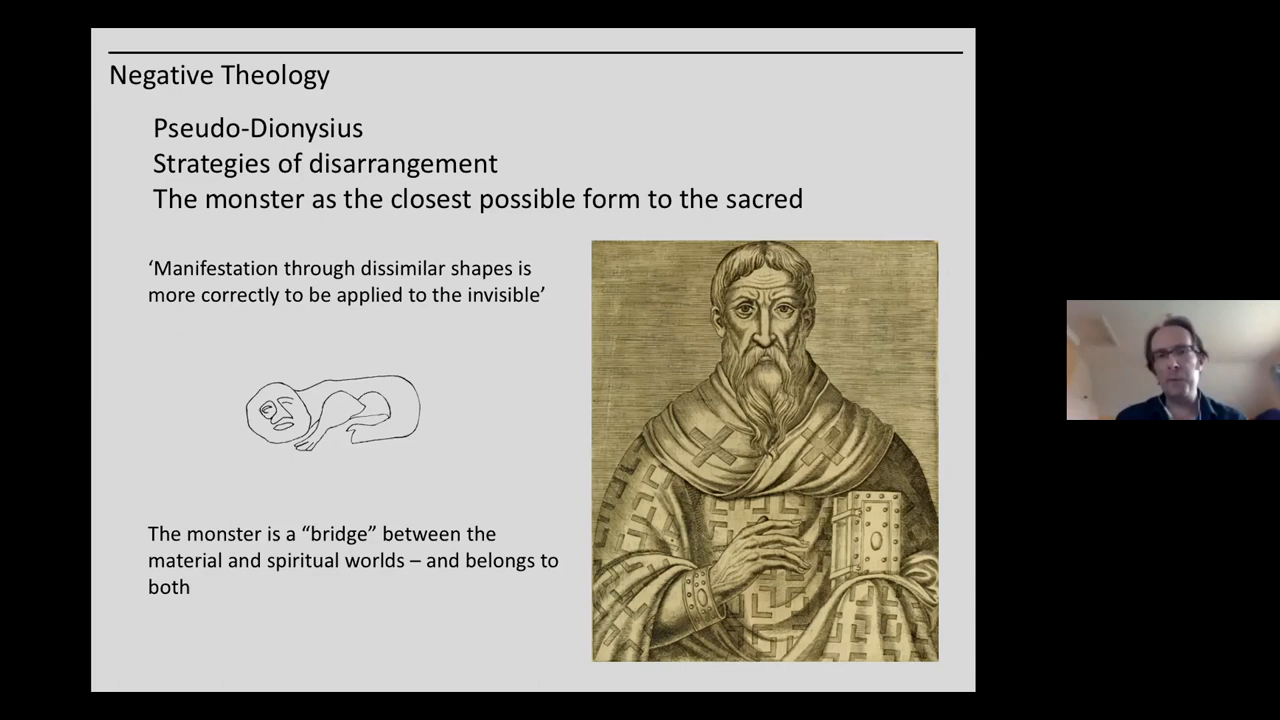 Negative Theology
Pseudo-Dionysius
Strategies of disarrangement
The monster as the closest possible form to the sacred
‘Manifestation through dissimilar shapes is
more correctly to be applied to the invisible’
The monster is a “bridge” between the
material and spiritual worlds – and belongs to
both